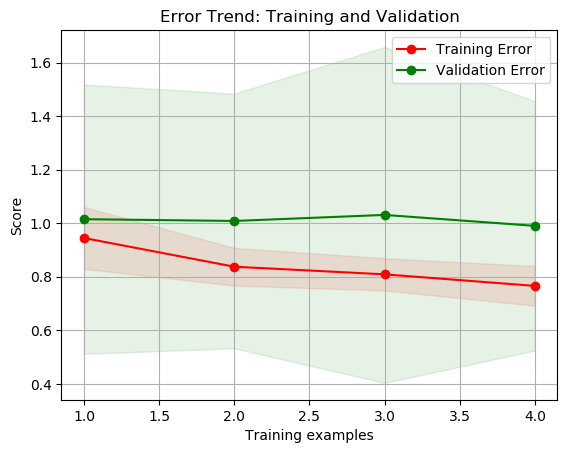 Error Trend: Training and Validation
Training Error
Validation Error
1.6
1.4
1.2
1.0
0.8
0.6
0.4
Score
1.0 1.5 2.0 2.5 3.0 3.5 4.0
Training examples